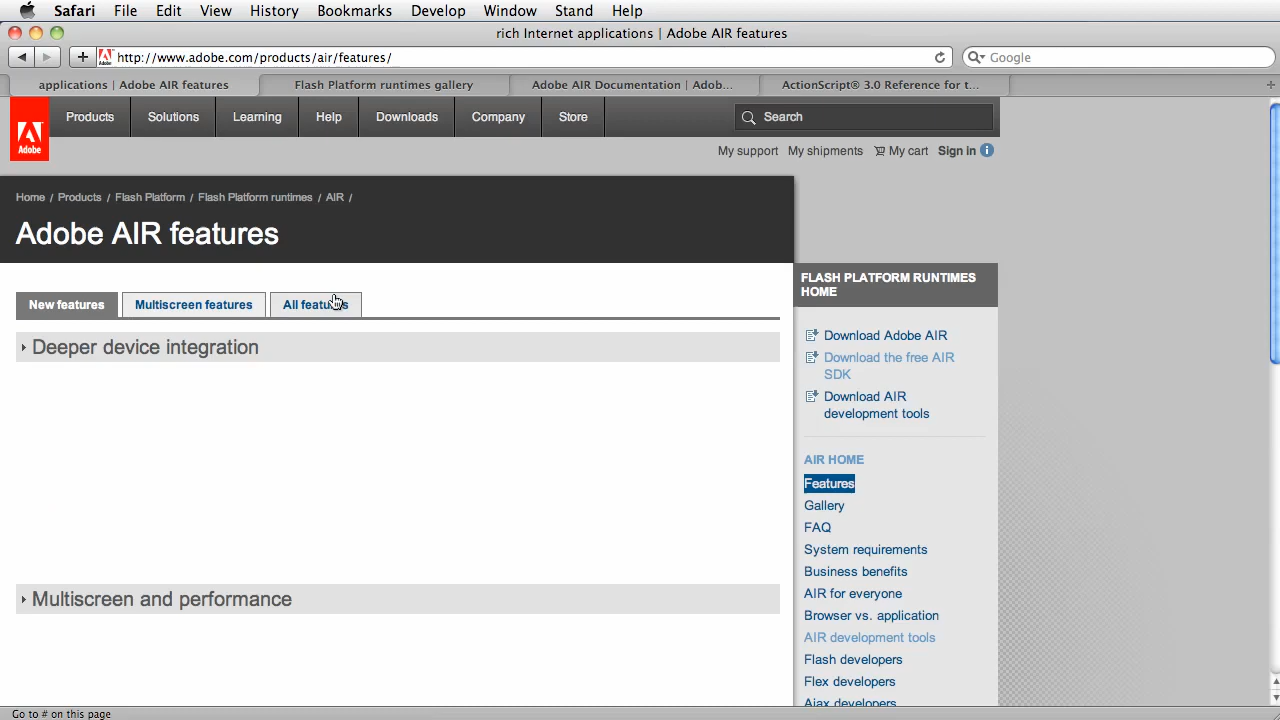 Safari File Edit View History Bookmarks Develop Window Stand Help
rich Internet applications | Adobe AIR features
http://www.adobe.com/products/air/features/
Google
applications | Adobe AIR features
Flash Platform runtimes gallery
Adobe AIR Documentation | Adob...
ActionScript® 3.0 Reference for t...
Adobe
Products Solutions Learning Help Downloads Company Store
Search
My support My shipments My cart Sign in
Home / Products / Flash Platform / Flash Platform runtimes / AIR /
Adobe AIR features
New features Multiscreen features All features
Deeper device integration
Multiscreen and performance
FLASH PLATFORM RUNTIMES
HOME
Download Adobe AIR
Download the free AIR
SDK
Download AIR
development tools
AIR HOME
Features
Gallery
FAQ
System requirements
Business benefits
AIR for everyone
Browser vs. application
AIR development tools
Flash developers
Flex developers
Ajax developers
Go to # on this page